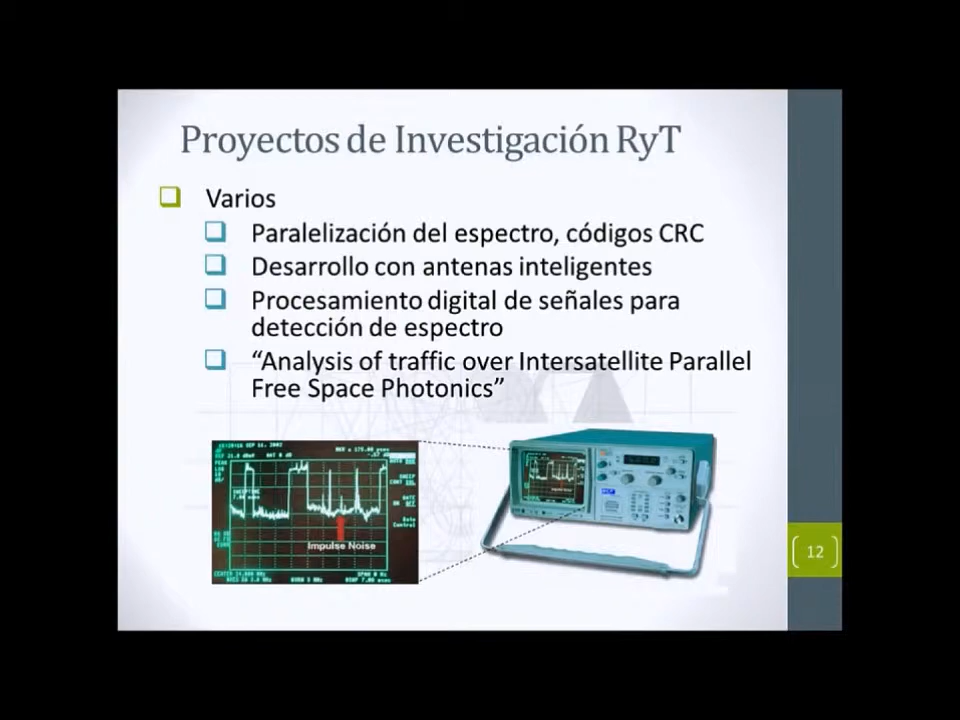 Proyectos de Investigación RyT
Varios
Paralelización del espectro, códigos CRC
Desarrollo con antenas inteligentes
Procesamiento digital de señales para
detección de espectro
“Analysis of traffic over Intersatellite Parallel
Free Space Photonics”
Impulse Noise
12